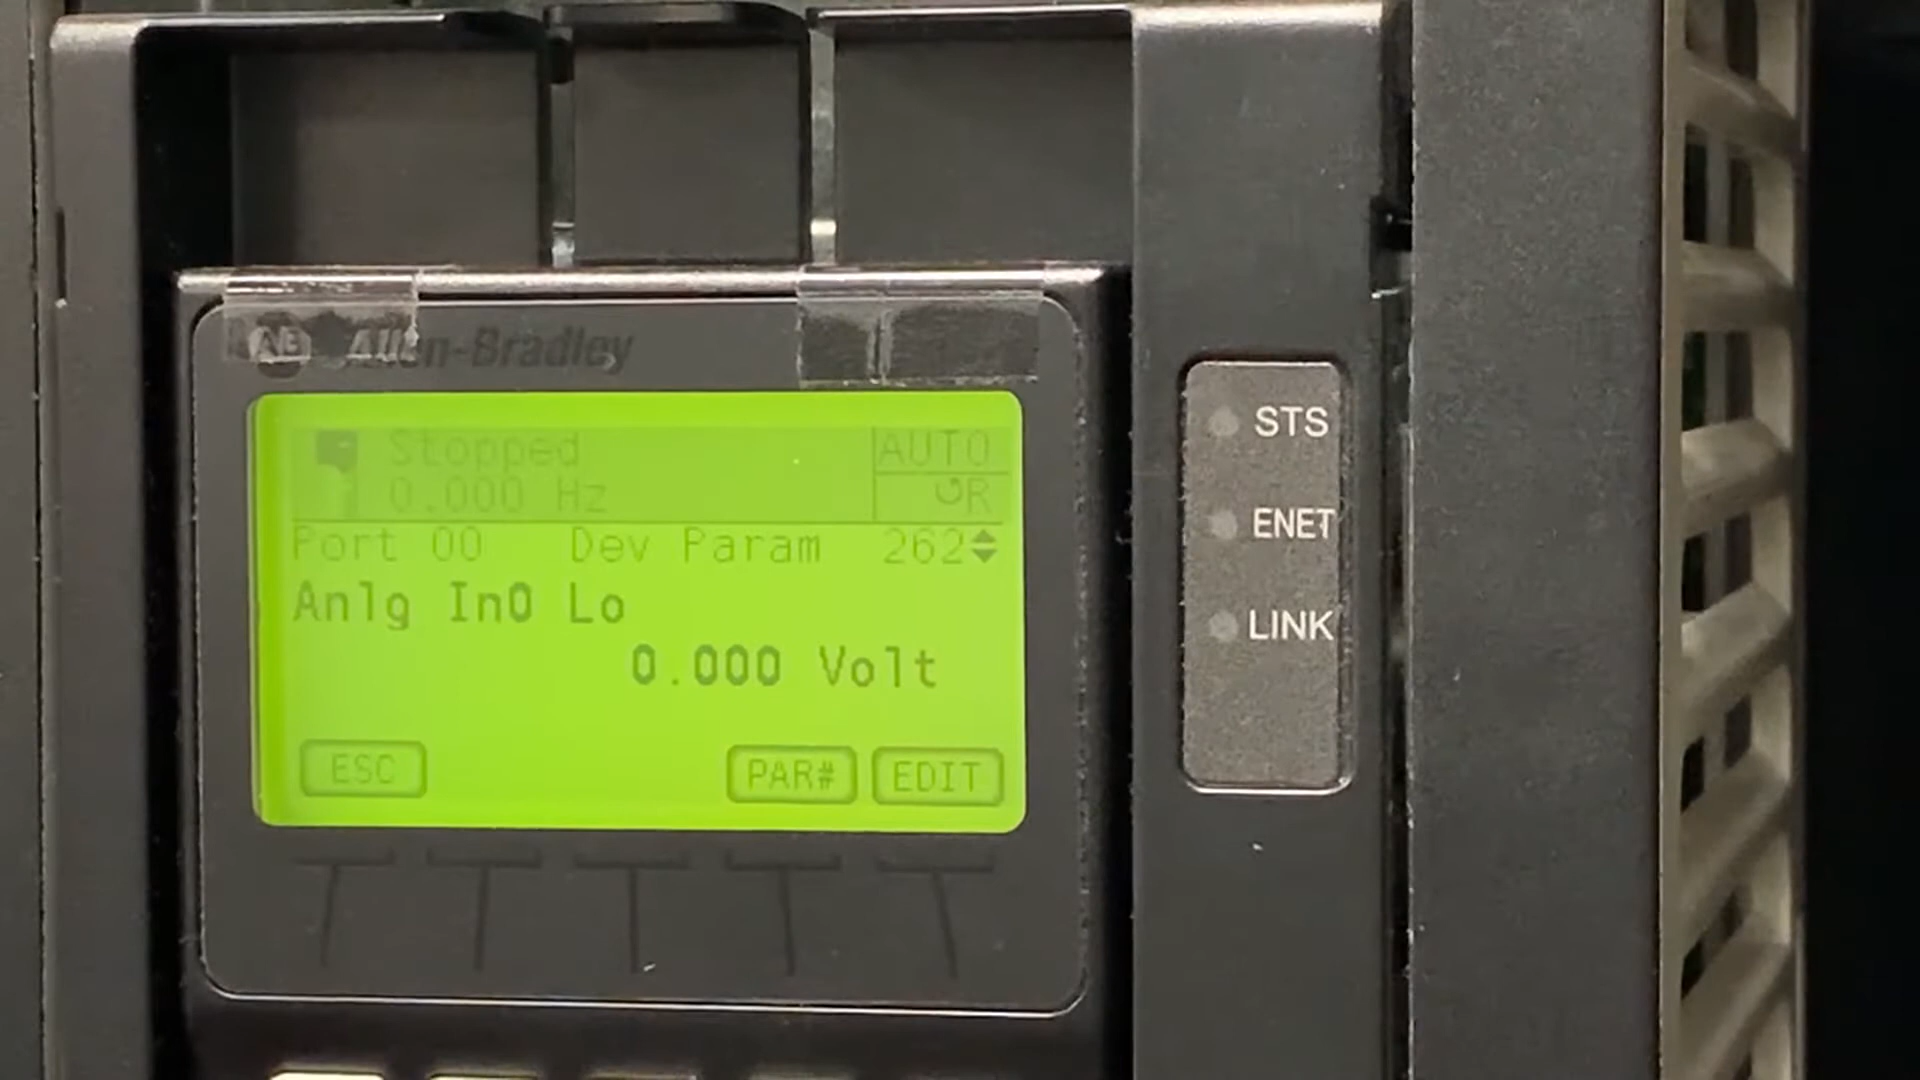 AB Allen-Bradley
Stopped
AUTO
0.000 Hz
R
Port 00 Dev Param 262
Anlg In0 Lo
0.000 Volt
ESC
PAR#
EDIT
STS
ENET
LINK